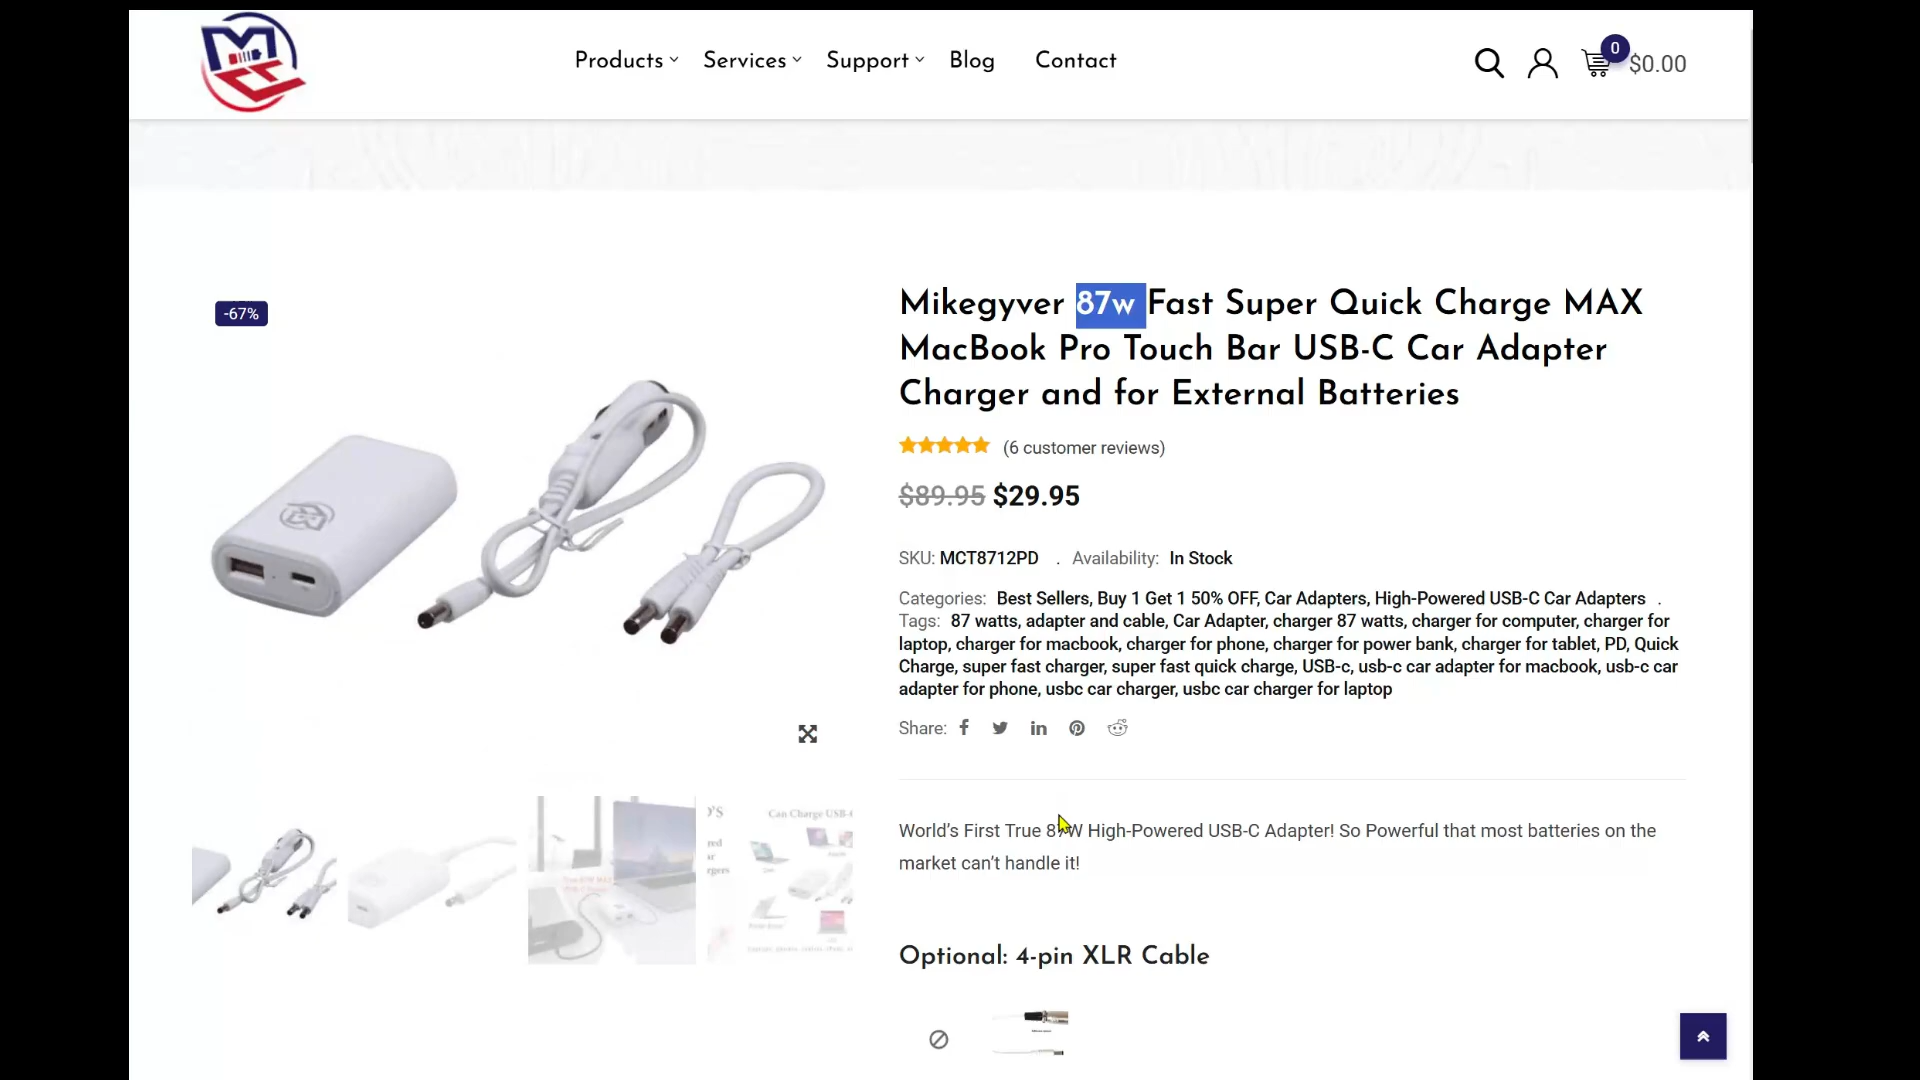 Products
Services
Support
Blog
Contact
0
$0.00
-67%
Mikegyver 87w Fast Super Quick Charge MAX
MacBook Pro Touch Bar USB-C Car Adapter
Charger and for External Batteries
(6 customer reviews)
$89.95 $29.95
SKU: MCT8712PD . Availability: In Stock
Categories: Best Sellers, Buy 1 Get 1 50% OFF, Car Adapters, High-Powered USB-C Car Adapters .
Tags: 87 watts, adapter and cable, Car Adapter, charger 87 watts, charger for computer, charger for
laptop, charger for macbook, charger for phone, charger for power bank, charger for tablet, PD, Quick
Charge, super fast charger, super fast quick charge, USB-c, usb-c car adapter for macbook, usb-c car
adapter for phone, usbc car charger, usbc car charger for laptop
Share:
Can Charge USB-C
World's First True 87W High-Powered USB-C Adapter! So Powerful that most batteries on the
market can't handle it!
Optional: 4-pin XLR Cable